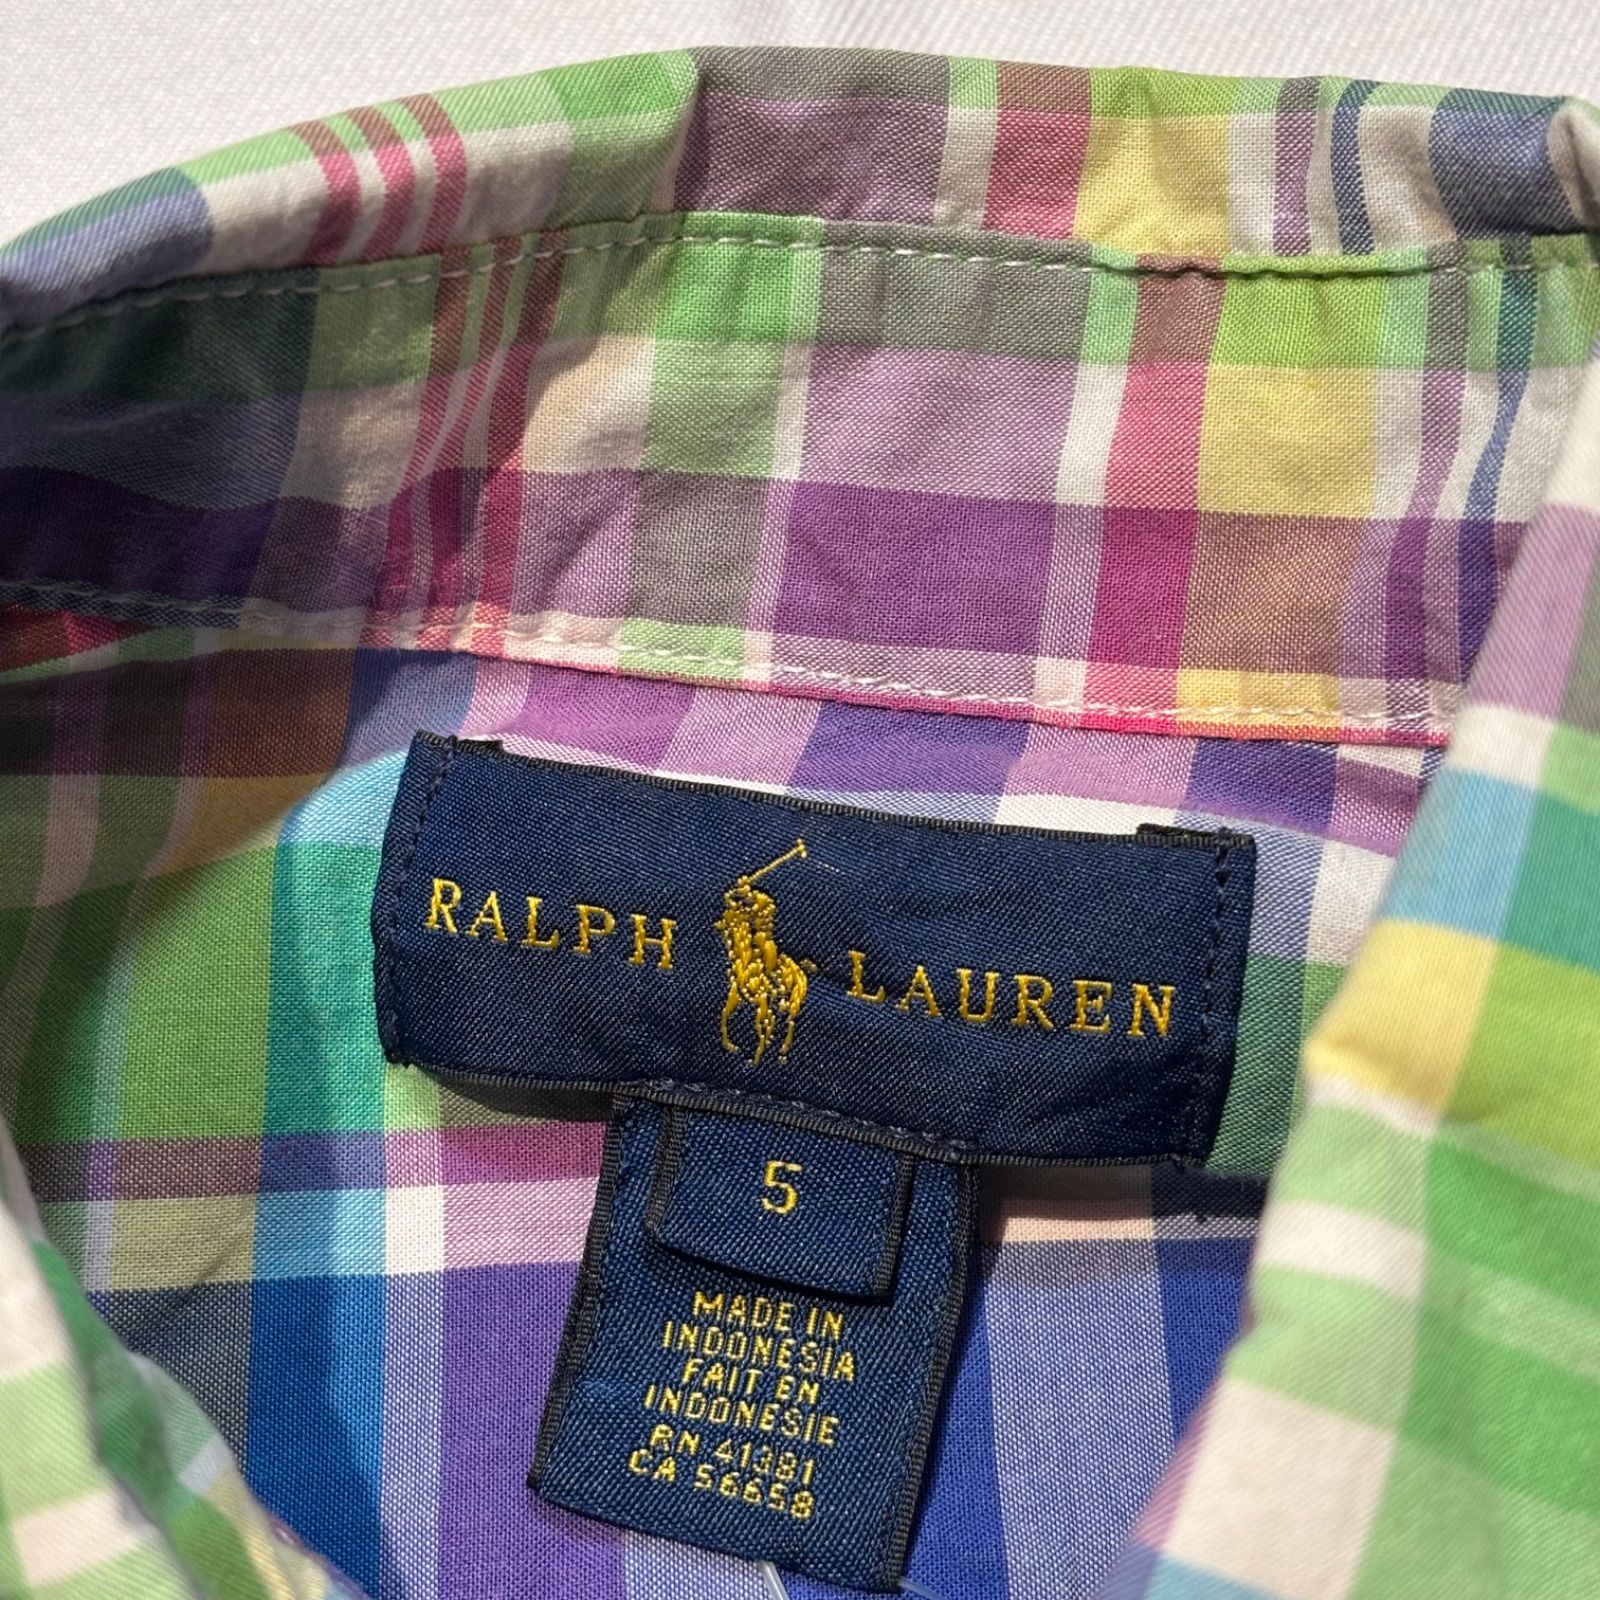 RALPH LAUREN
5
MADE IN
INDONESIA
FAIT EN
INDONESIE
RN 41381
CA 56658